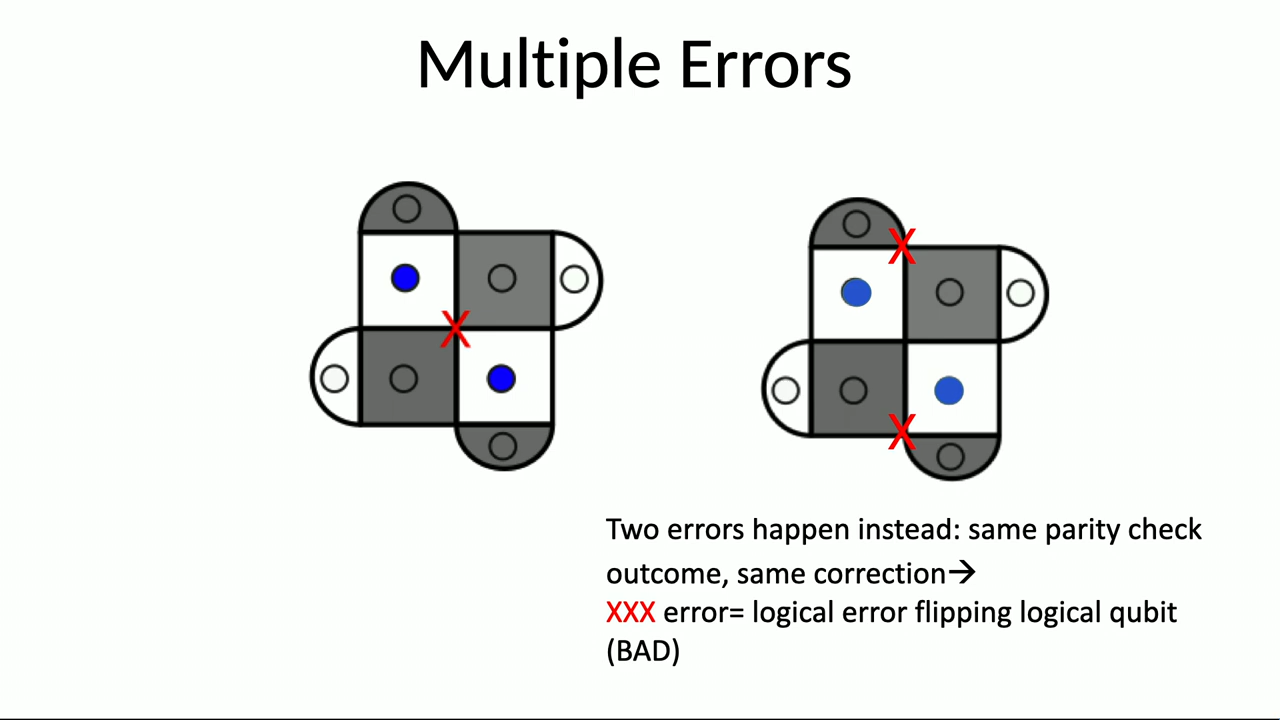 Multiple Errors
X
X
X
Two errors happen instead: same parity check
outcome, same correction→
XXX error= logical error flipping logical qubit
(BAD)